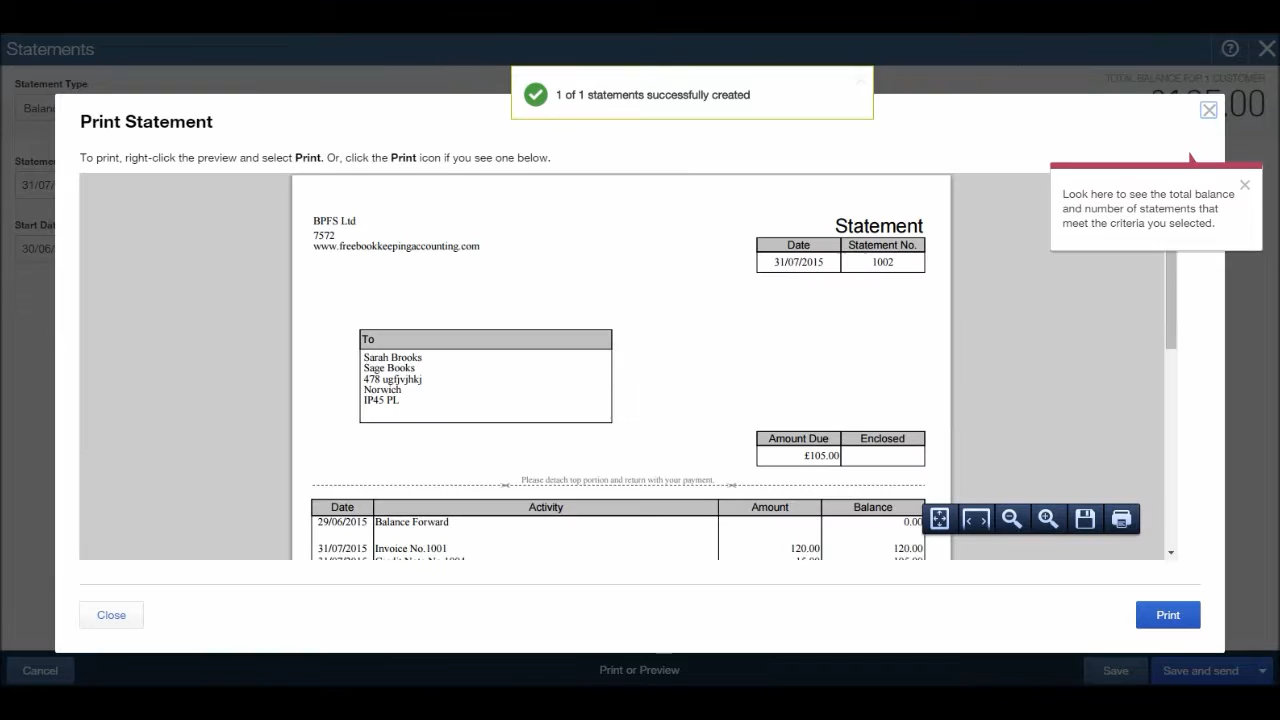 Statements
Statement Type
TOTAL BALANCE FOR 1 CUSTOMER
1 of 1 statements successfully created
Print Statement
To print, right-click the preview and select Print. Or, click the Print icon if you see one below.
31/07/
Start Dat
30/06/
Look here to see the total balance
and number of statements that
meet the criteria you selected.
BPFS Ltd
7572
www.freebookkeepingaccounting.com
Statement
Date Statement No.
31/07/2015 1002
To
Sarah Brooks
Sage Books
478 ugfjvjhkj
Norwich
IP45 PL
Amount Due Enclosed
£105.00
Please detach top portion and return with your payment.
Date Activity Amount Balance
29/06/2015 Balance Forward 0.00
31/07/2015 Invoice No.1001 120.00 120.00
Close
Print
Cancel
Print or Preview
Save
Save and send